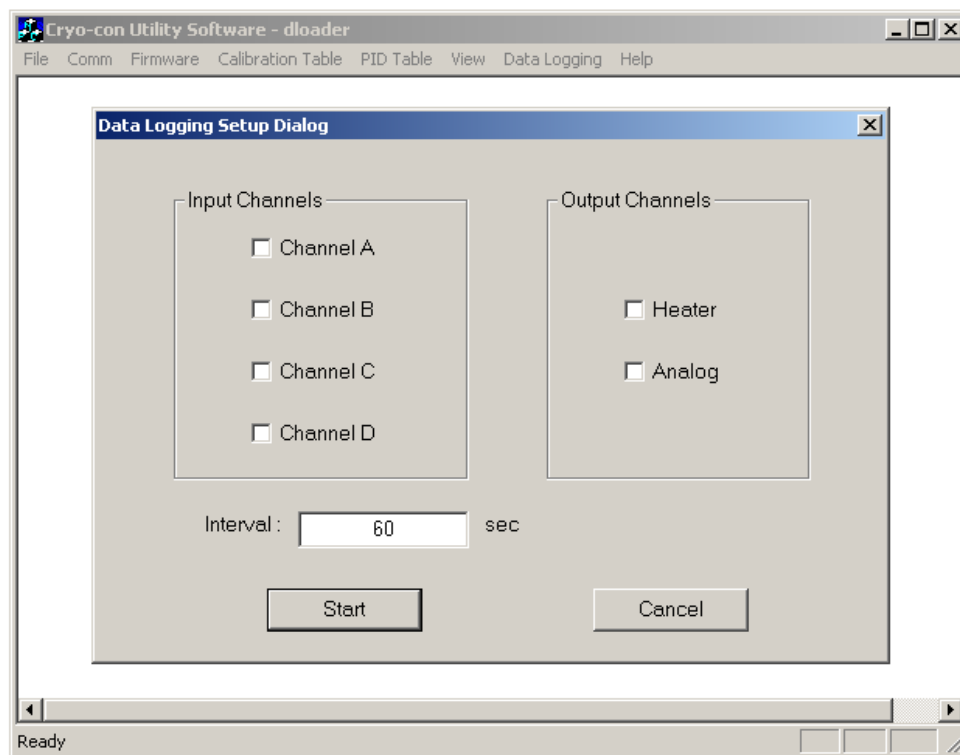 Cryo-con Utility Software - dloader
File Comm Firmware Calibration Table PID Table View Data Logging Help
Data Logging Setup Dialog
Input Channels
Channel A
Channel B
Channel C
Channel D
Output Channels
Heater
Analog
Interval : 60 sec
Start Cancel
Ready